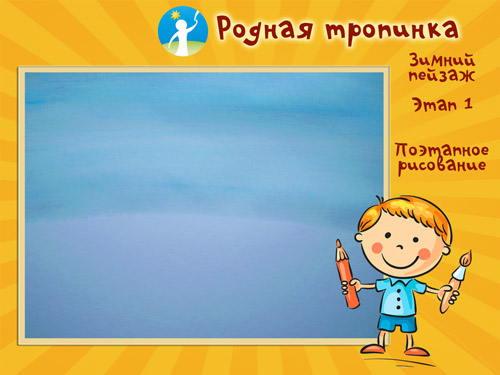 Родная тропинка
Зимний
пейзаж
Этап 1
Поэтапное
рисование